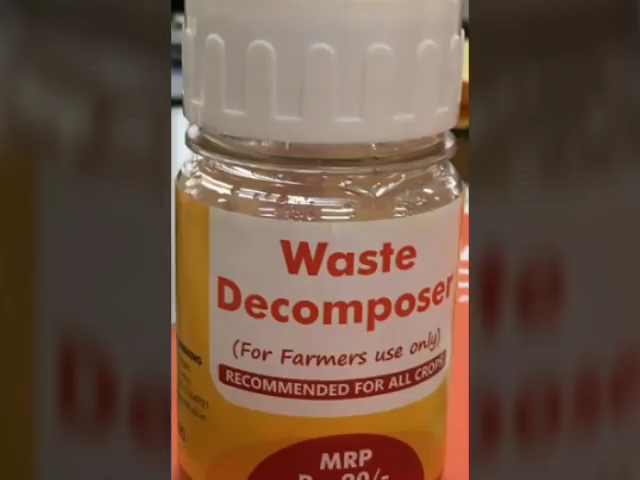 Waste
Decomposer
(For Farmers use only)
RECOMMENDED FOR ALL CROPS
MRP